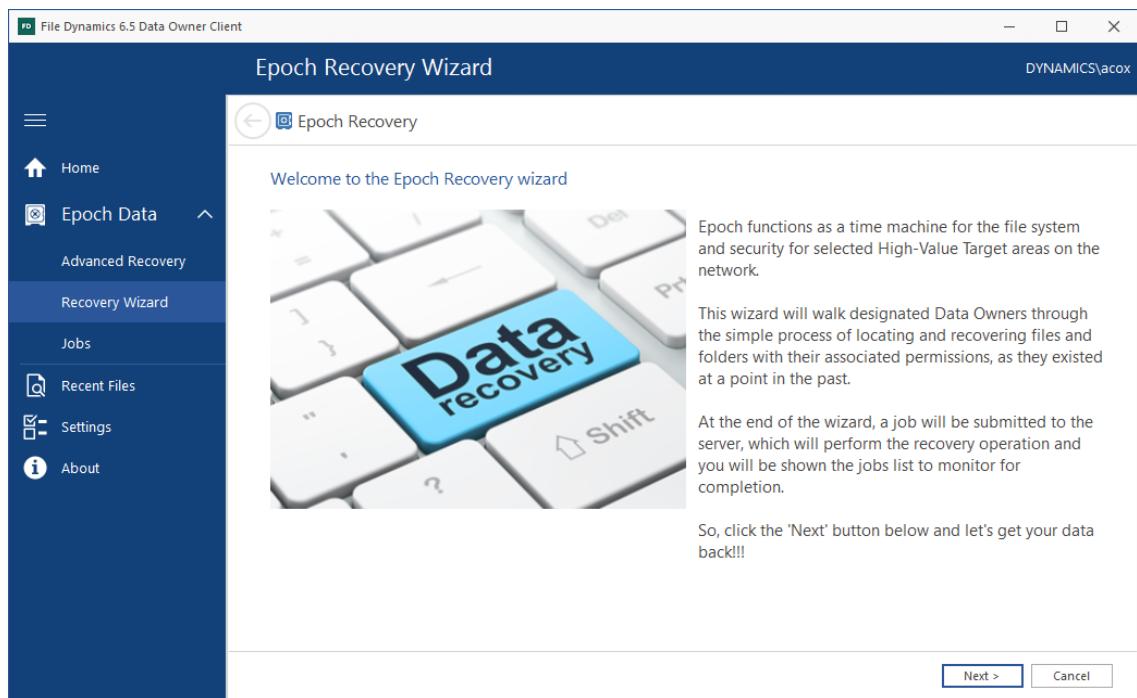 FD File Dynamics 6.5 Data Owner Client
Epoch Recovery Wizard
DYNAMICS\acox
Epoch Recovery
Home
Epoch Data
Advanced Recovery
Recovery Wizard
Jobs
Recent Files
Settings
About
Welcome to the Epoch Recovery wizard
Del
Prt
Data
recovery
Shift
?
Epoch functions as a time machine for the file system
and security for selected High-Value Target areas on the
network.
This wizard will walk designated Data Owners through
the simple process of locating and recovering files and
folders with their associated permissions, as they existed
at a point in the past.
At the end of the wizard, a job will be submitted to the
server, which will perform the recovery operation and
you will be shown the jobs list to monitor for
completion.
So, click the 'Next' button below and let's get your data
back!!!
Next >
Cancel